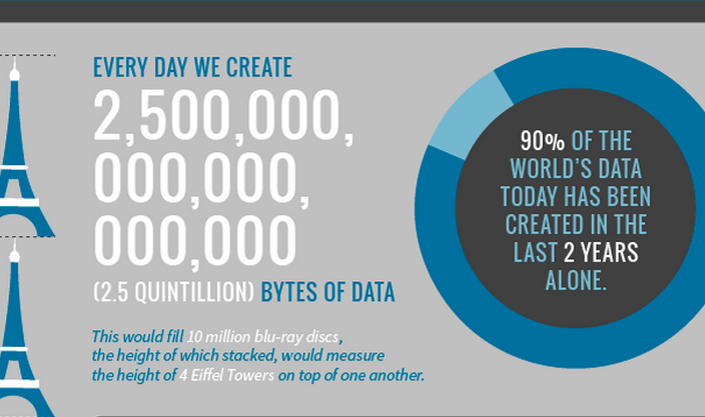 EVERY DAY WE CREATE
2,500,000,
000,000,
000,000
(2.5 QUINTILLION) BYTES OF DATA
This would fill 10 million blu-ray discs,
the height of which stacked, would measure
the height of 4 Eiffel Towers on top of one another.
90% OF THE
WORLD'S DATA
TODAY HAS BEEN
CREATED IN THE
LAST 2 YEARS
ALONE.